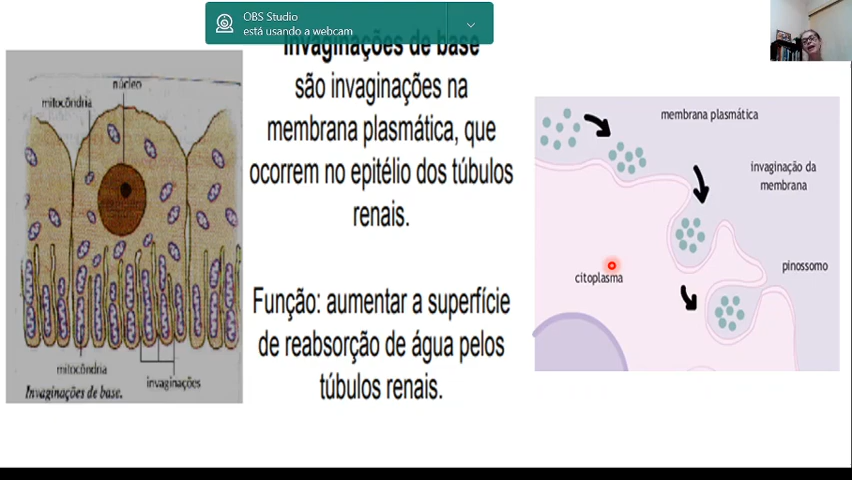 OBS Studio
está usando a webcam
Invaginações de base
são invaginações na
membrana plasmática, que
ocorrem no epitélio dos túbulos
renais.
Função: aumentar a superfície
de reabsorção de água pelos
túbulos renais.
núcleo
mitocôndria
mitocôndria
invaginações
Invaginações de base.
membrana plasmática
invaginação da
membrana
pinossomo
citoplasma